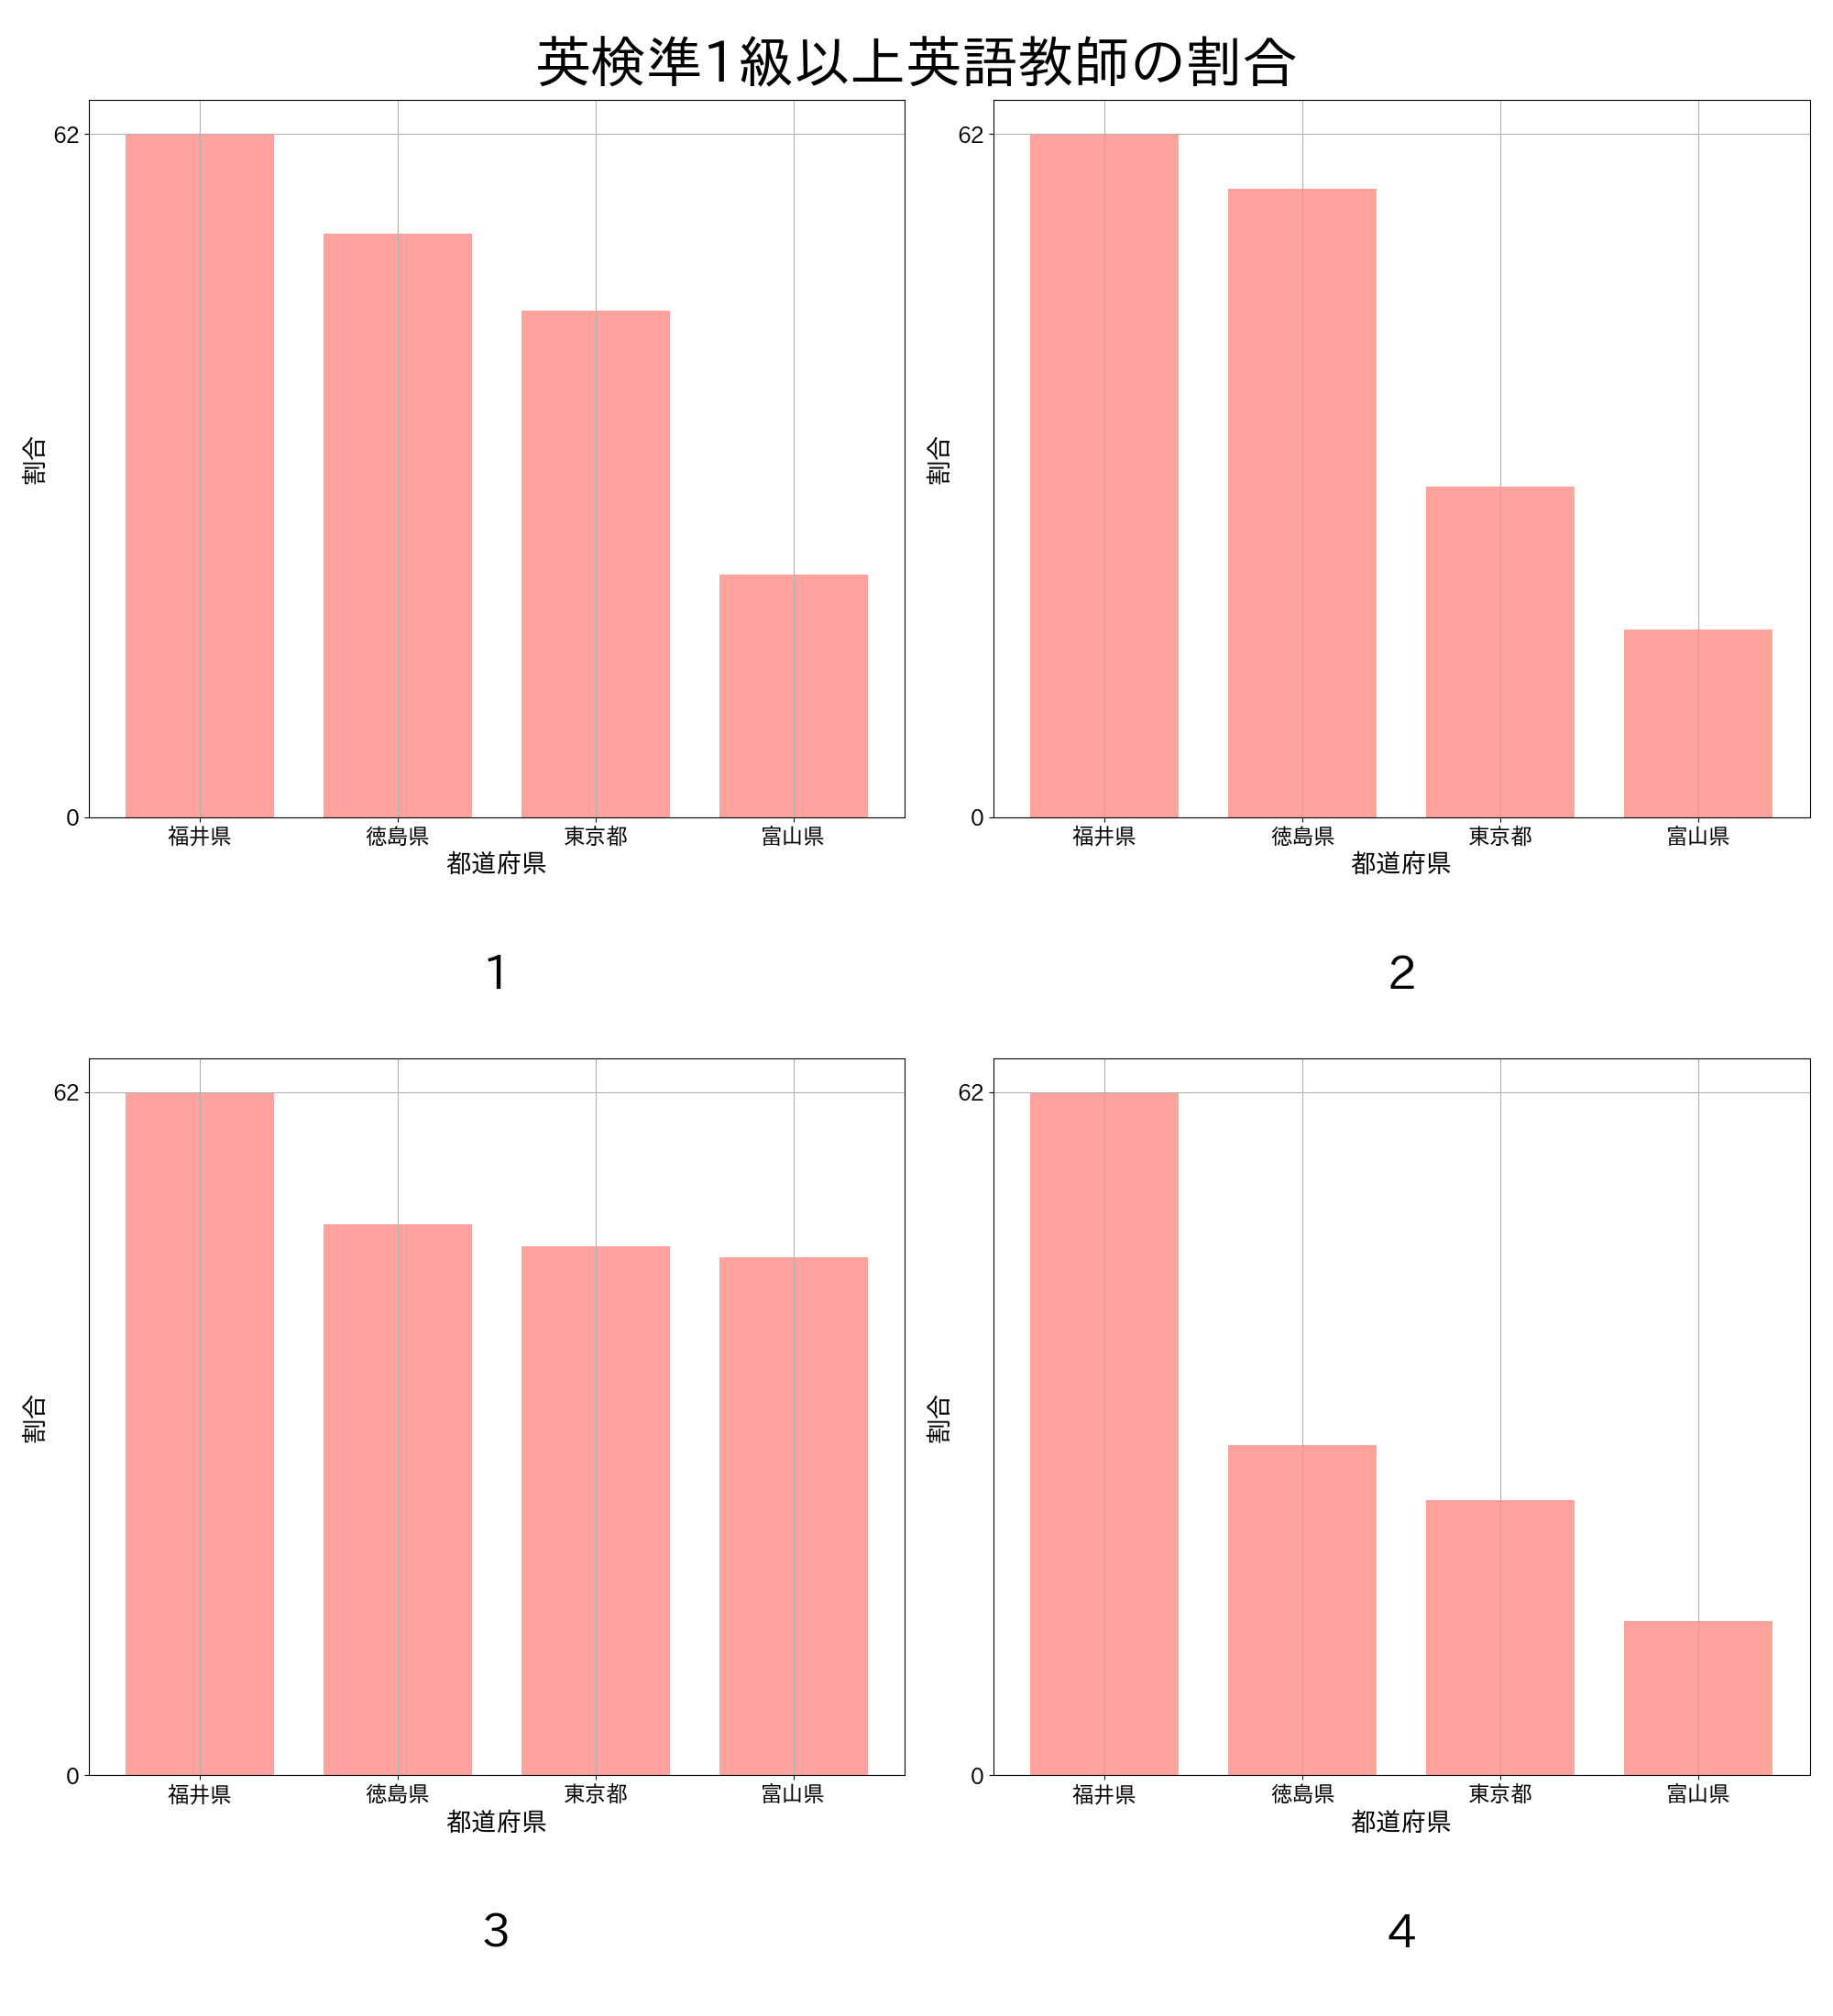 英検準1級以上英語教師の割合
62
0
割合
福井県 徳島県 東京都 富山県
都道府県
1
62
0
割合
福井県 徳島県 東京都 富山県
都道府県
2
62
0
割合
福井県 徳島県 東京都 富山県
都道府県
3
62
0
割合
福井県 徳島県 東京都 富山県
都道府県
4